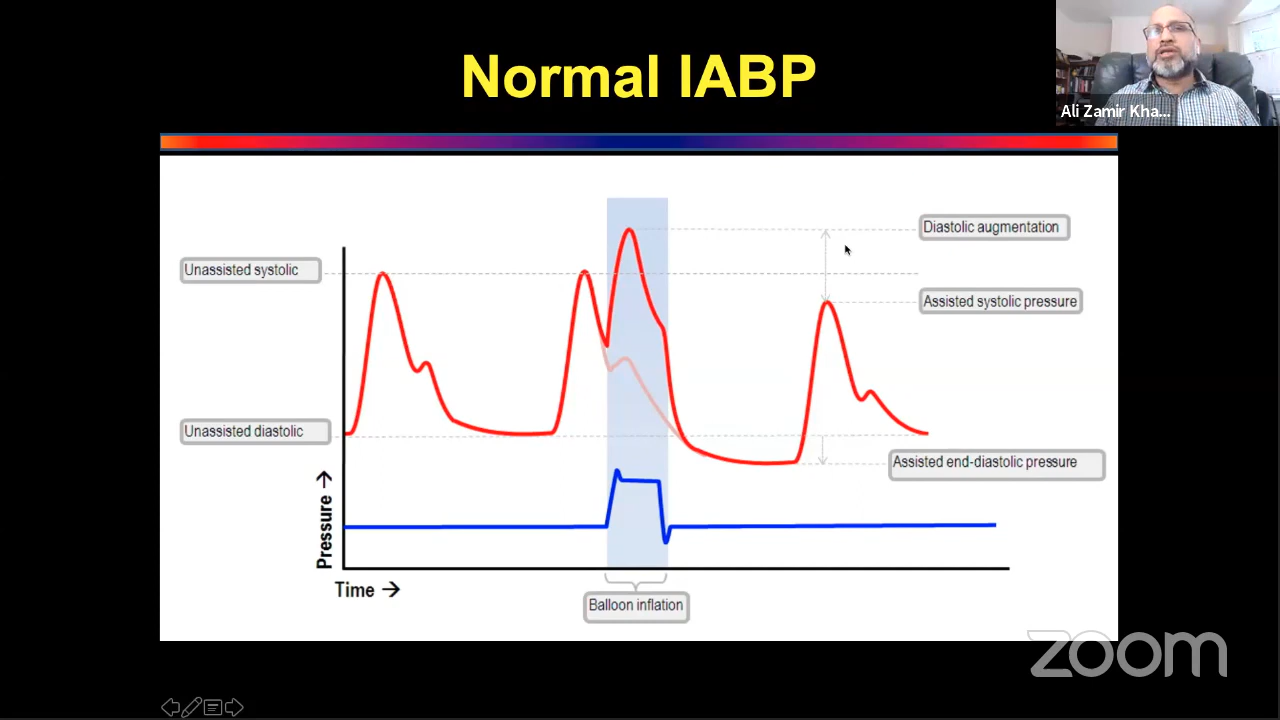 Normal IABP
Ali Zamir Kha...
Diastolic augmentation
Unassisted systolic
Assisted systolic pressure
Unassisted diastolic
Assisted end-diastolic pressure
Pressure →
Time →
Balloon inflation
zoom